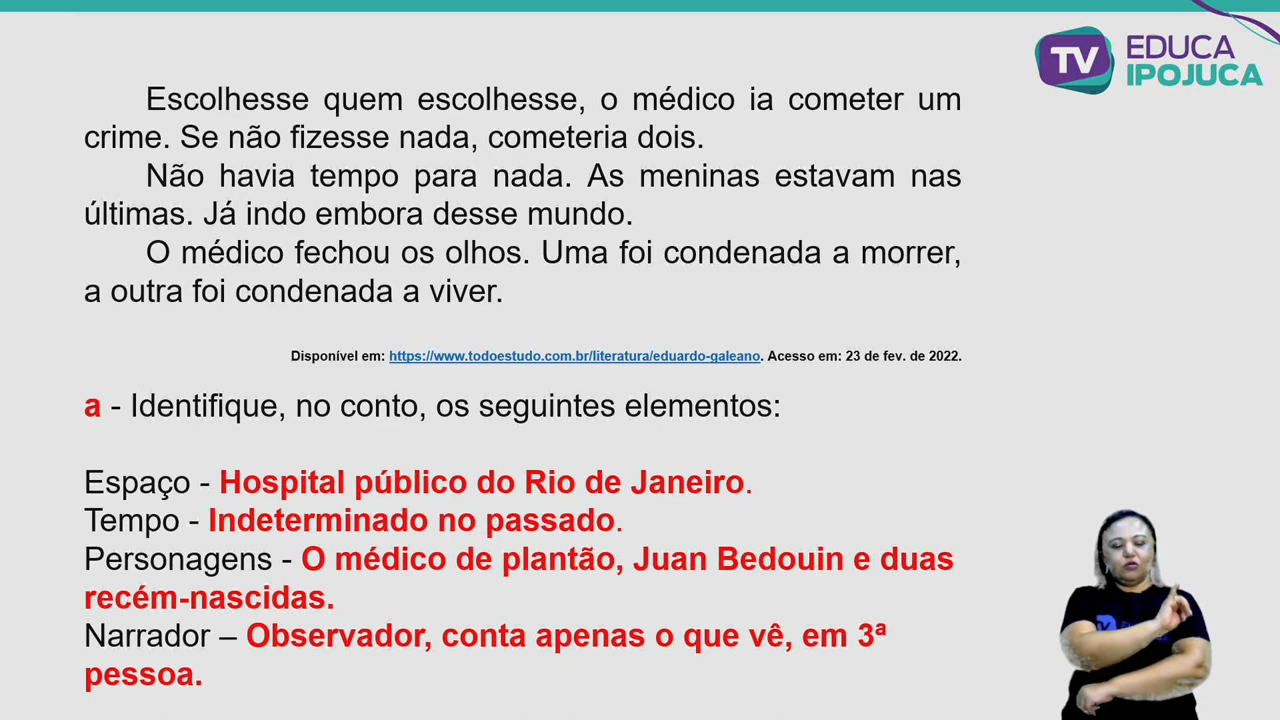 TV EDUCA
IPOJUCA
Escolhesse quem escolhesse, o médico ia cometer um
crime. Se não fizesse nada, cometeria dois.
Não havia tempo para nada. As meninas estavam nas
últimas. Já indo embora desse mundo.
O médico fechou os olhos. Uma foi condenada a morrer,
a outra foi condenada a viver.
Disponível em: https://www.todoestudo.com.br/literatura/eduardo-galeano. Acesso em: 23 de fev. de 2022.
a - Identifique, no conto, os seguintes elementos:
Espaço - Hospital público do Rio de Janeiro.
Tempo - Indeterminado no passado.
Personagens - O médico de plantão, Juan Bedouin e duas
recém-nascidas.
Narrador – Observador, conta apenas o que vê, em 3ª
pessoa.